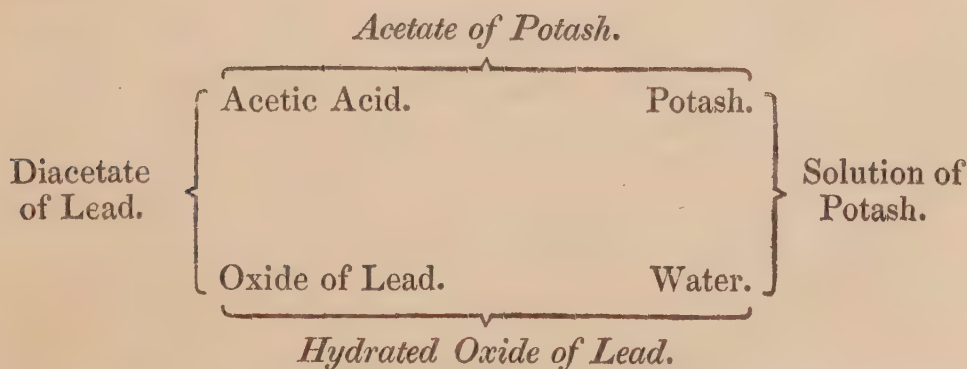 Acetate of Potash.
Acetic Acid. Potash.
Diacetate of Lead. Solution of Potash.
Oxide of Lead. Water.
Hydrated Oxide of Lead.